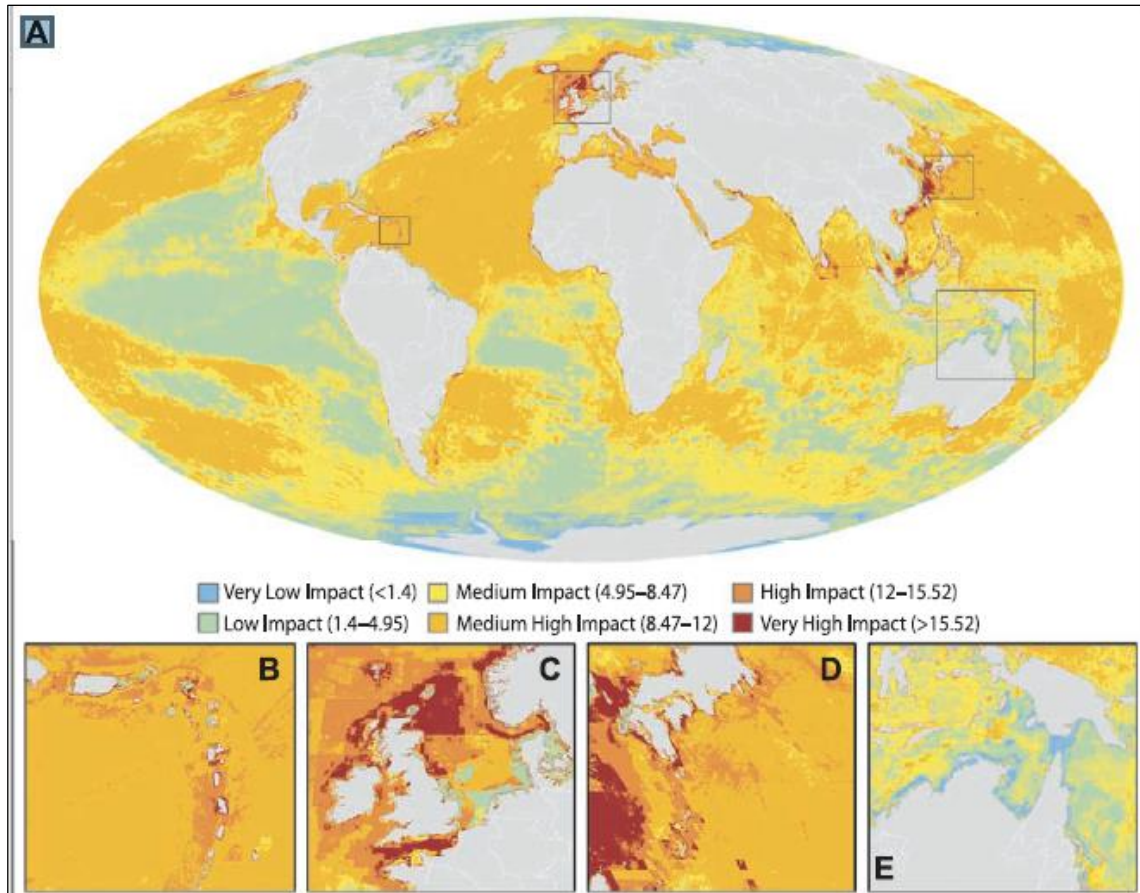 A
Very Low Impact (<1.4) Medium Impact (4.95–8.47) High Impact (12–15.52)
Low Impact (1.4–4.95) Medium High Impact (8.47–12) Very High Impact (>15.52)
B C D
E